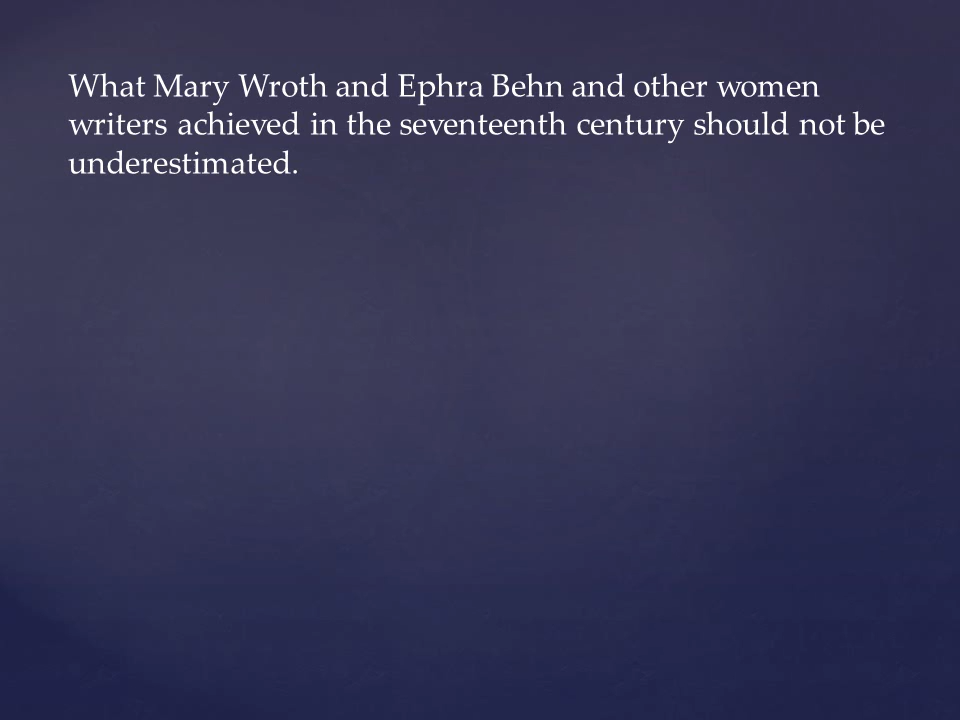 What Mary Wroth and Ephra Behn and other women
writers achieved in the seventeenth century should not be
underestimated.